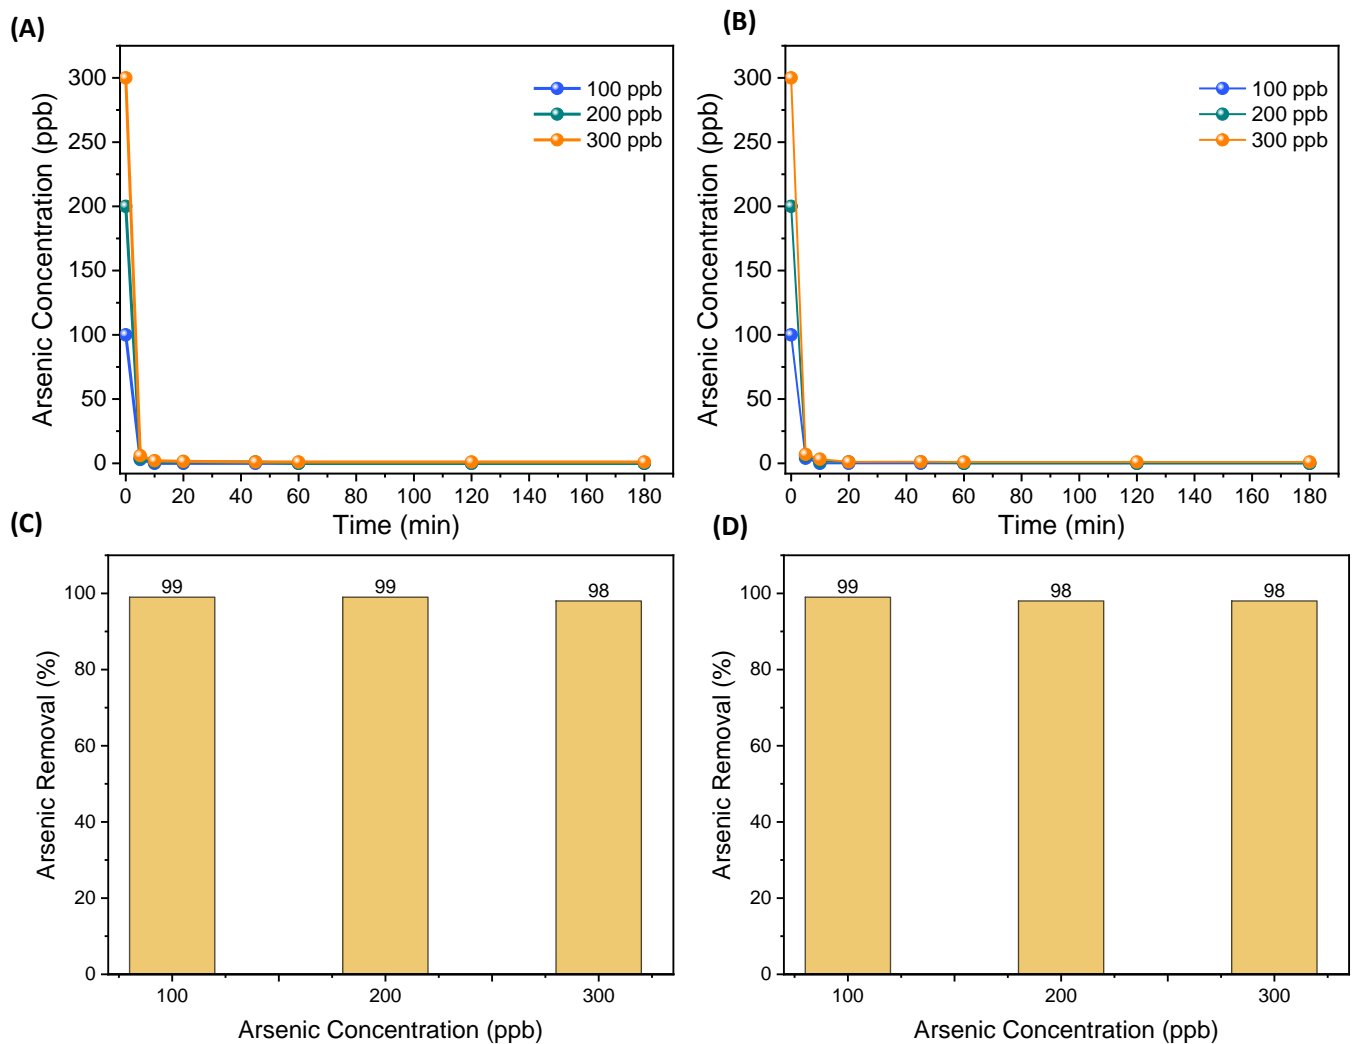 (A)
300
250
200
150
100
50
0
Arsenic Concentration (ppb)
100 ppb
200 ppb
300 ppb
0 20 40 60 80 100 120 140 160 180
Time (min)
(B)
300
250
200
150
100
50
0
Arsenic Concentration (ppb)
100 ppb
200 ppb
300 ppb
0 20 40 60 80 100 120 140 160 180
Time (min)
(C)
100
80
60
40
20
0
Arsenic Removal (%)
99 99 98
100 200 300
Arsenic Concentration (ppb)
(D)
100
80
60
40
20
0
Arsenic Removal (%)
99 98 98
100 200 300
Arsenic Concentration (ppb)